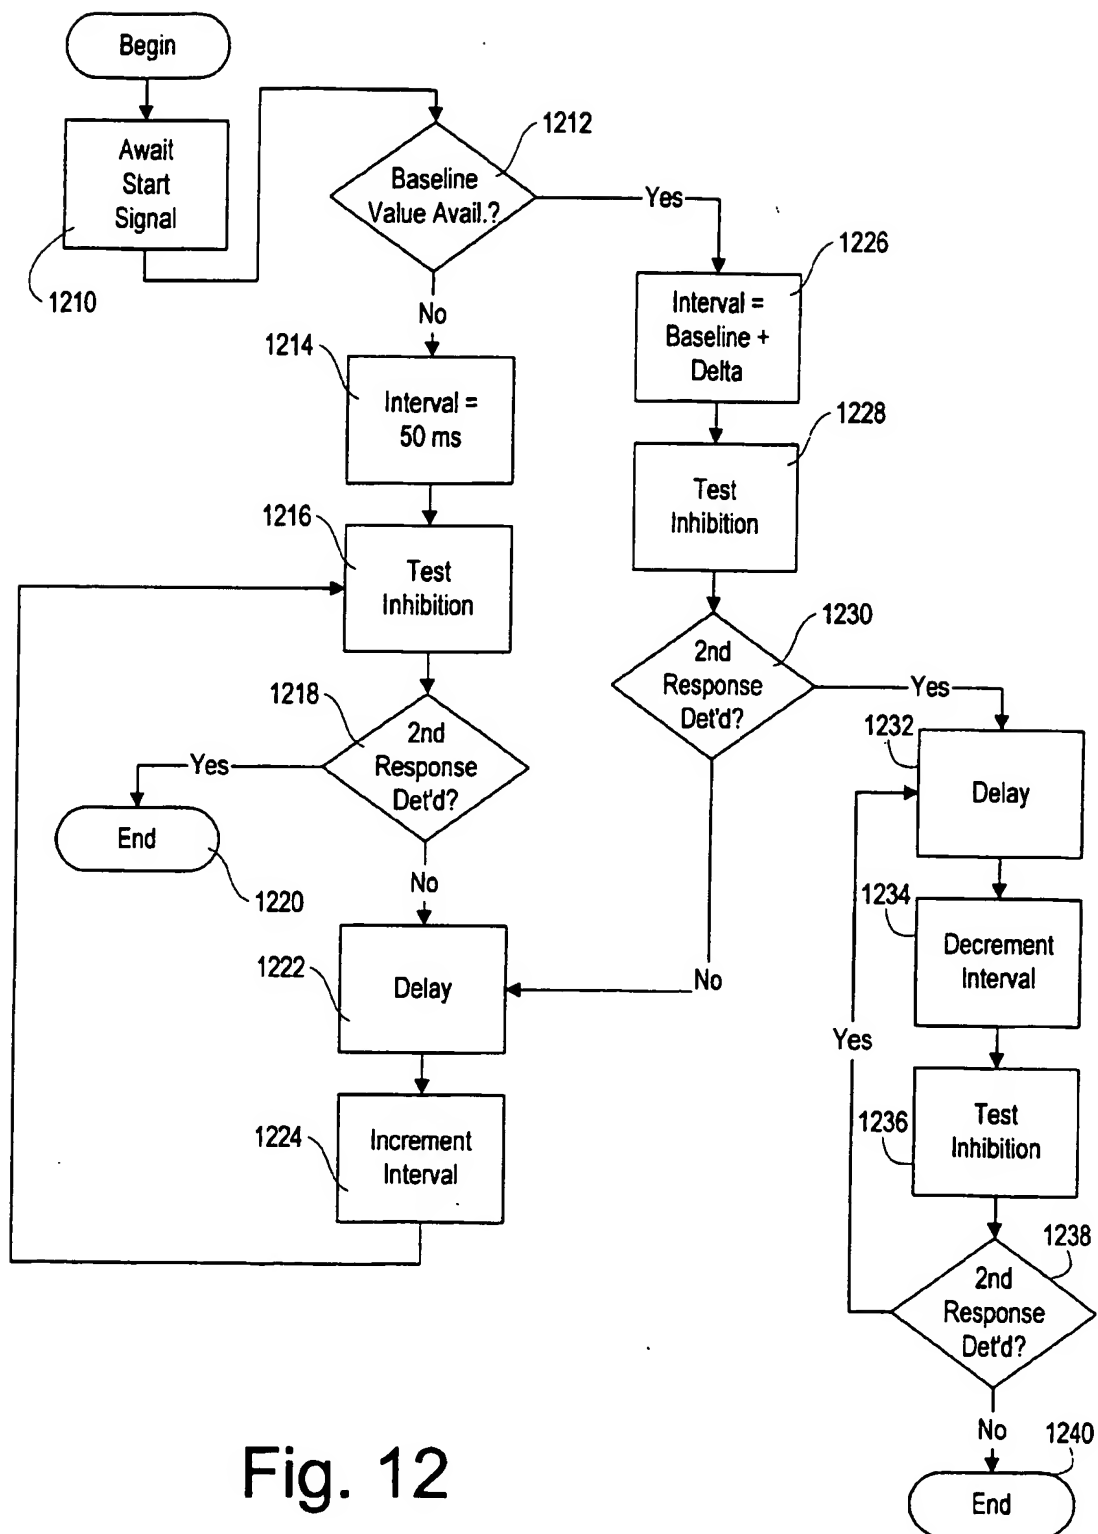 Begin
Await
Start
Signal
1210
1212
Baseline
Value Avail.?
Yes
No
1226
Interval =
Baseline +
Delta
1214
Interval =
50 ms
1228
Test
Inhibition
1216
Test
Inhibition
1230
2nd
Response
Det'd?
Yes
No
1218
2nd
Response
Det'd?
Yes
End
1220
No
1222
Delay
1224
Increment
Interval
1232
Delay
1234
Decrement
Interval
Yes
1236
Test
Inhibition
1238
2nd
Response
Det'd?
No
1240
End
Fig. 12